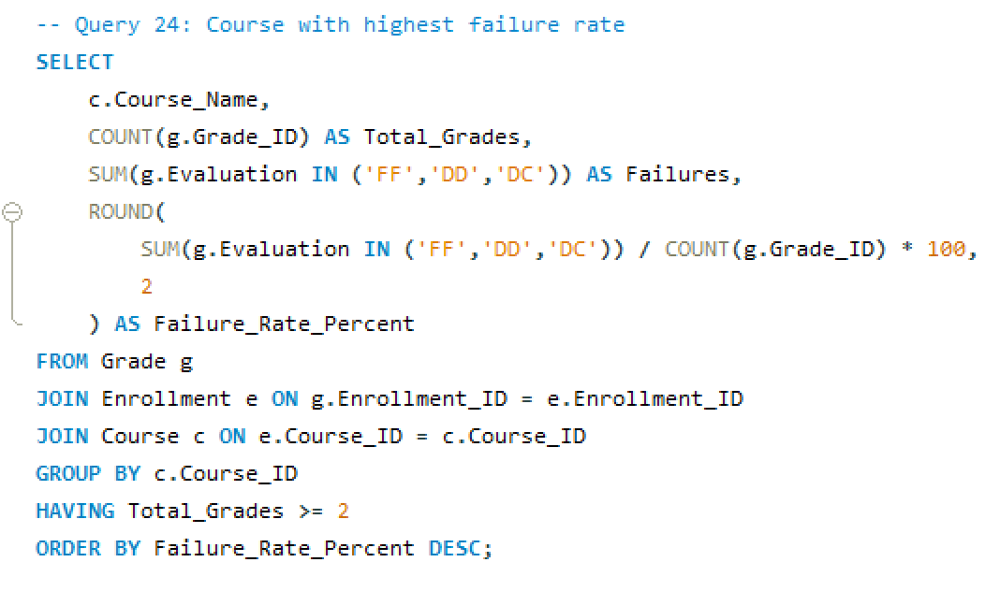 -- Query 24: Course with highest failure rate
SELECT
    c.Course_Name,
    COUNT(g.Grade_ID) AS Total_Grades,
    SUM(g.Evaluation IN ('FF','DD','DC')) AS Failures,
    ROUND(
        SUM(g.Evaluation IN ('FF','DD','DC')) / COUNT(g.Grade_ID) * 100,
        2
    ) AS Failure_Rate_Percent
FROM Grade g
JOIN Enrollment e ON g.Enrollment_ID = e.Enrollment_ID
JOIN Course c ON e.Course_ID = c.Course_ID
GROUP BY c.Course_ID
HAVING Total_Grades >= 2
ORDER BY Failure_Rate_Percent DESC;